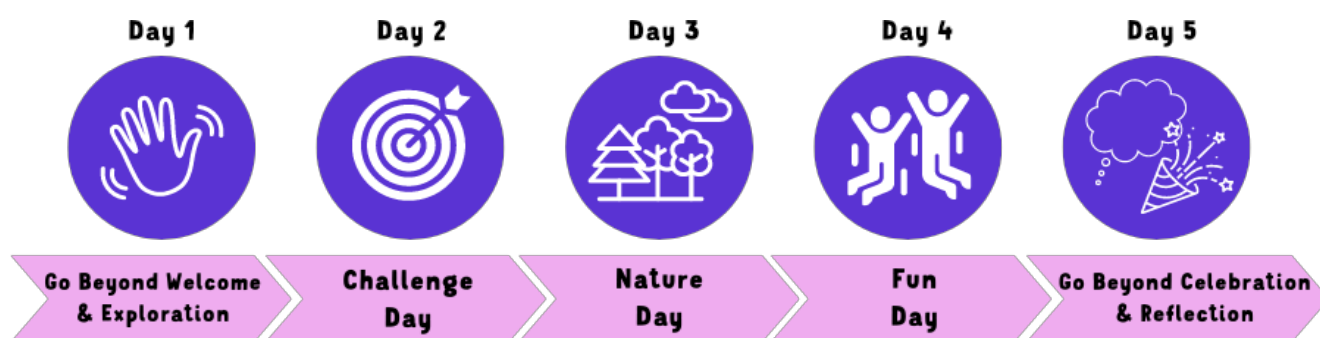 Day 1
Day 2
Day 3
Day 4
Day 5
Go Beyond Welcome
& Exploration
Challenge
Day
Nature
Day
Fun
Day
Go Beyond Celebration
& Reflection